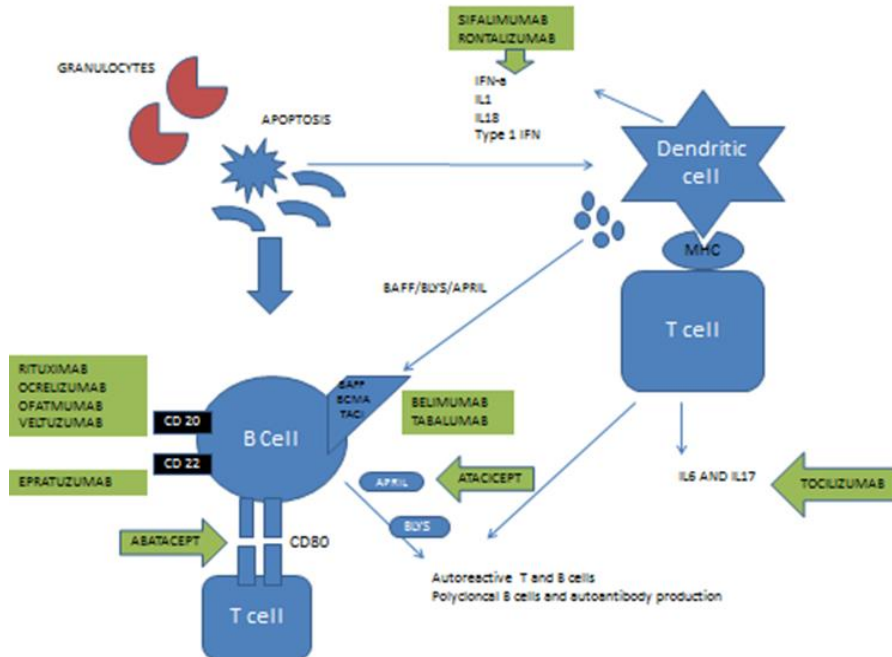 SIFALIMUMAB
RONTALIZUMAB
GRANULOCYTES
IFN-a
IL1
IL18
Type 1 IFN
APOPTOSIS
Dendritic
cell
MHC
T cell
BAFF/BLYS/APRIL
RITUXIMAB
OCRELIZUMAB
OFATMUMAB
VELTUZUMAB
CD 20
B Cell
BAFF
BCMA
TACI
BELIMUMAB
TABALUMAB
CD 22
EPRATUZUMAB
APRIL
ATACICEPT
IL6 AND IL17
TOCILIZUMAB
BLYS
ABATACEPT
CD80
Autoreactive T and B cells
Polycloncal B cells and autoantibody production
T cell